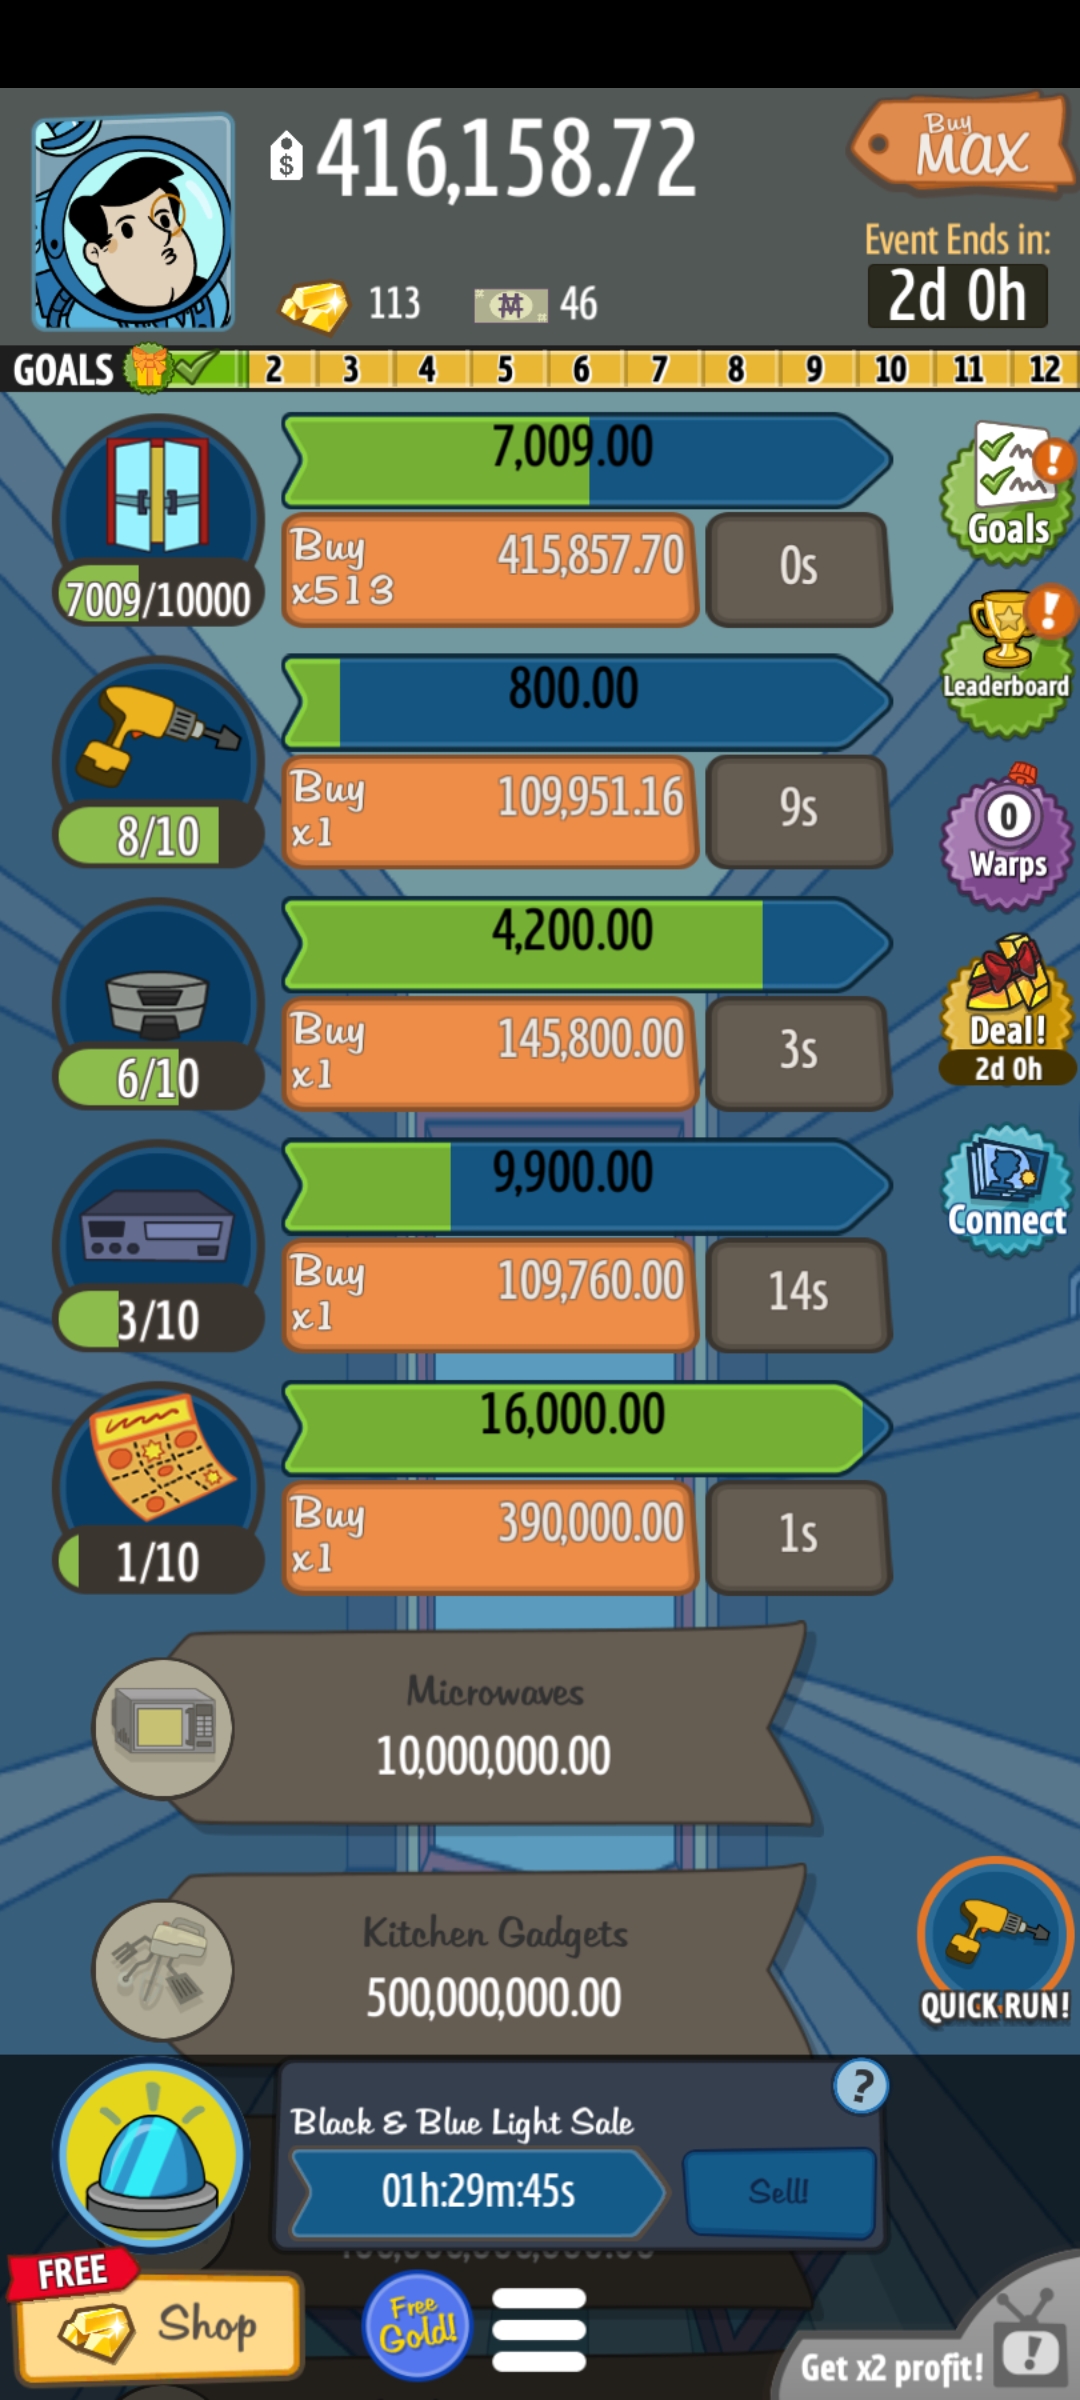 416,158.72
Buy
MAX
113
46
Event Ends in:
2d 0h
GOALS 2 3 4 5 6 7 8 9 10 11 12
7,009.00
Buy
x513
415,857.70
0s
7009/10000
Goals
800.00
Buy
x1
109,951.16
9s
8/10
Leaderboard
4,200.00
Buy
x1
145,800.00
3s
6/10
0
Warps
9,900.00
Buy
x1
109,760.00
14s
3/10
Deal!
2d 0h
16,000.00
Buy
x1
390,000.00
1s
1/10
Connect
Microwaves
10,000,000.00
Kitchen Gadgets
500,000,000.00
QUICK RUN!
Black & Blue Light Sale
?
01h:29m:45s
Sell!
FREE
Shop
Free
Gold!
Get x2 profit!